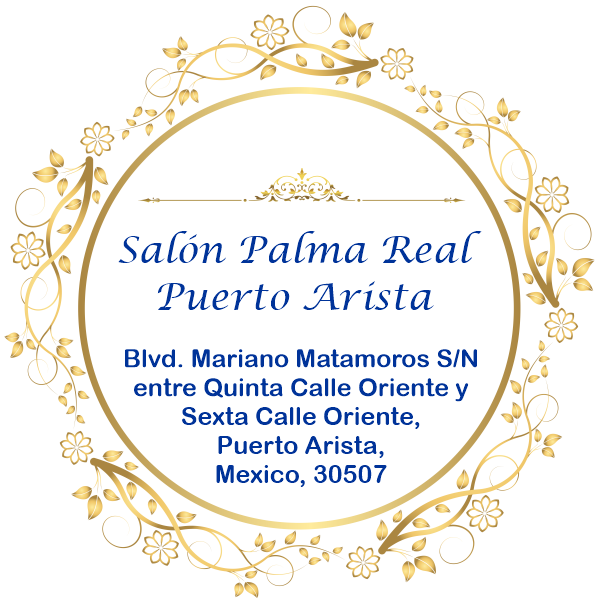 Salón Palma Real
Puerto Arista
Blvd. Mariano Matamoros S/N
entre Quinta Calle Oriente y
Sexta Calle Oriente,
Puerto Arista,
Mexico, 30507